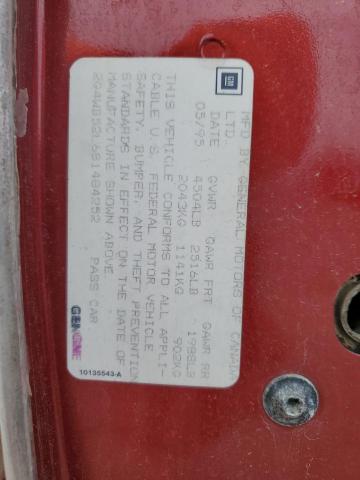 GM
MFD BY GENERAL MOTORS OF CANADA
LTD.
DATE GVWR GAWR FRT GAWR RR
05/95 4504LB 2516LB 1988LB
2043KG 1141KG 902KG
THIS VEHICLE CONFORMS TO ALL APPLI-
CABLE U.S. FEDERAL MOTOR VEHICLE
SAFETY, BUMPER, AND THEFT PREVENTION
STANDARDS IN EFFECT ON THE DATE OF
MANUFACTURE SHOWN ABOVE.
PASS CAR
GENUINE
10135543-A